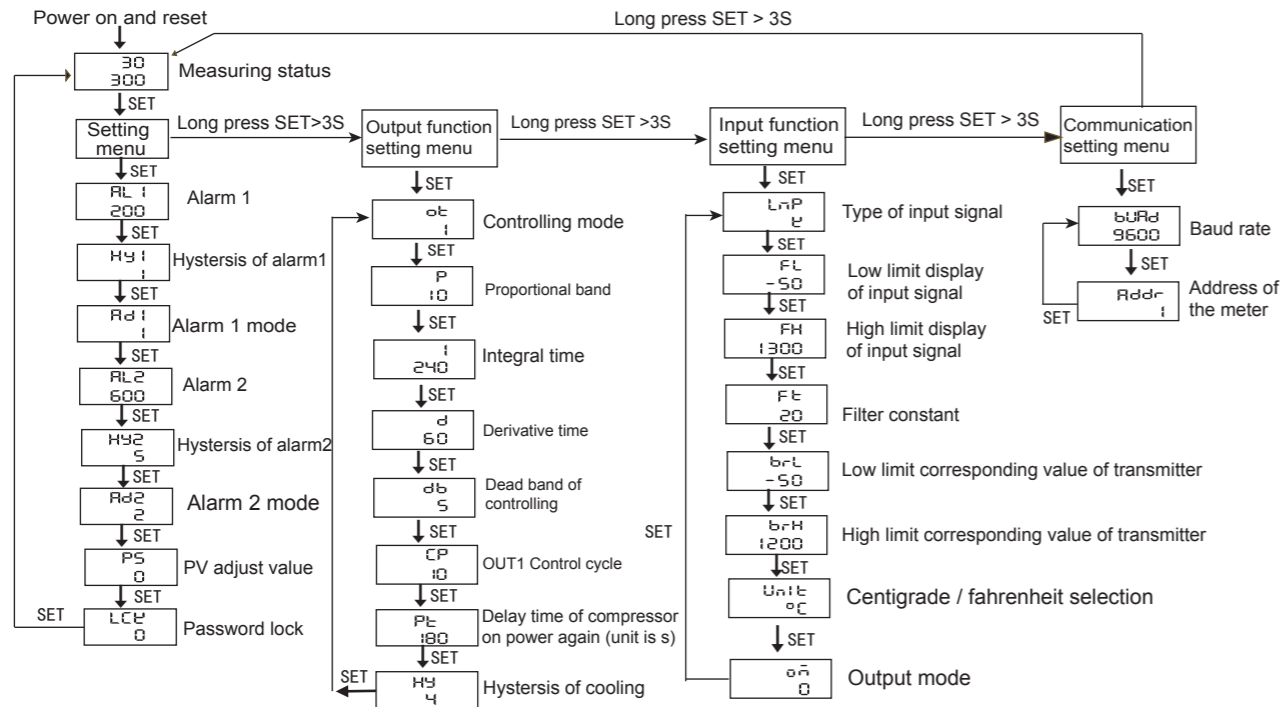 Power on and reset
Long press SET > 3S
30
300
Measuring status
SET
Setting
menu
Long press SET>3S
Output function
setting menu
Long press SET >3S
Input function
setting menu
Long press SET > 3S
Communication
setting menu
SET
AL1
200
Alarm 1
SET
HY1
1
Hystersis of alarm1
SET
Ad1
1
Alarm 1 mode
SET
AL2
600
Alarm 2
SET
HY2
5
Hystersis of alarm2
SET
Ad2
2
Alarm 2 mode
SET
PS
0
PV adjust value
SET
LCK
0
Password lock
SET
SET
ot
1
Controlling mode
SET
P
10
Proportional band
SET
I
240
Integral time
SET
d
60
Derivative time
SET
db
5
Dead band of
controlling
SET
CP
10
OUT1 Control cycle
SET
Pt
180
Delay time of compressor
on power again (unit is s)
SET
HY
4
Hystersis of cooling
SET
SET
InP
K
Type of input signal
SET
FL
-50
Low limit display
of input signal
SET
FH
1300
High limit display
of input signal
SET
Ft
20
Filter constant
SET
brL
-50
Low limit corresponding value of transmitter
SET
brH
1200
High limit corresponding value of transmitter
SET
Unit
°C
Centigrade / fahrenheit selection
SET
0
Output mode
SET
SET
bUAd
9600
Baud rate
SET
Addr
1
Address of
the meter
SET